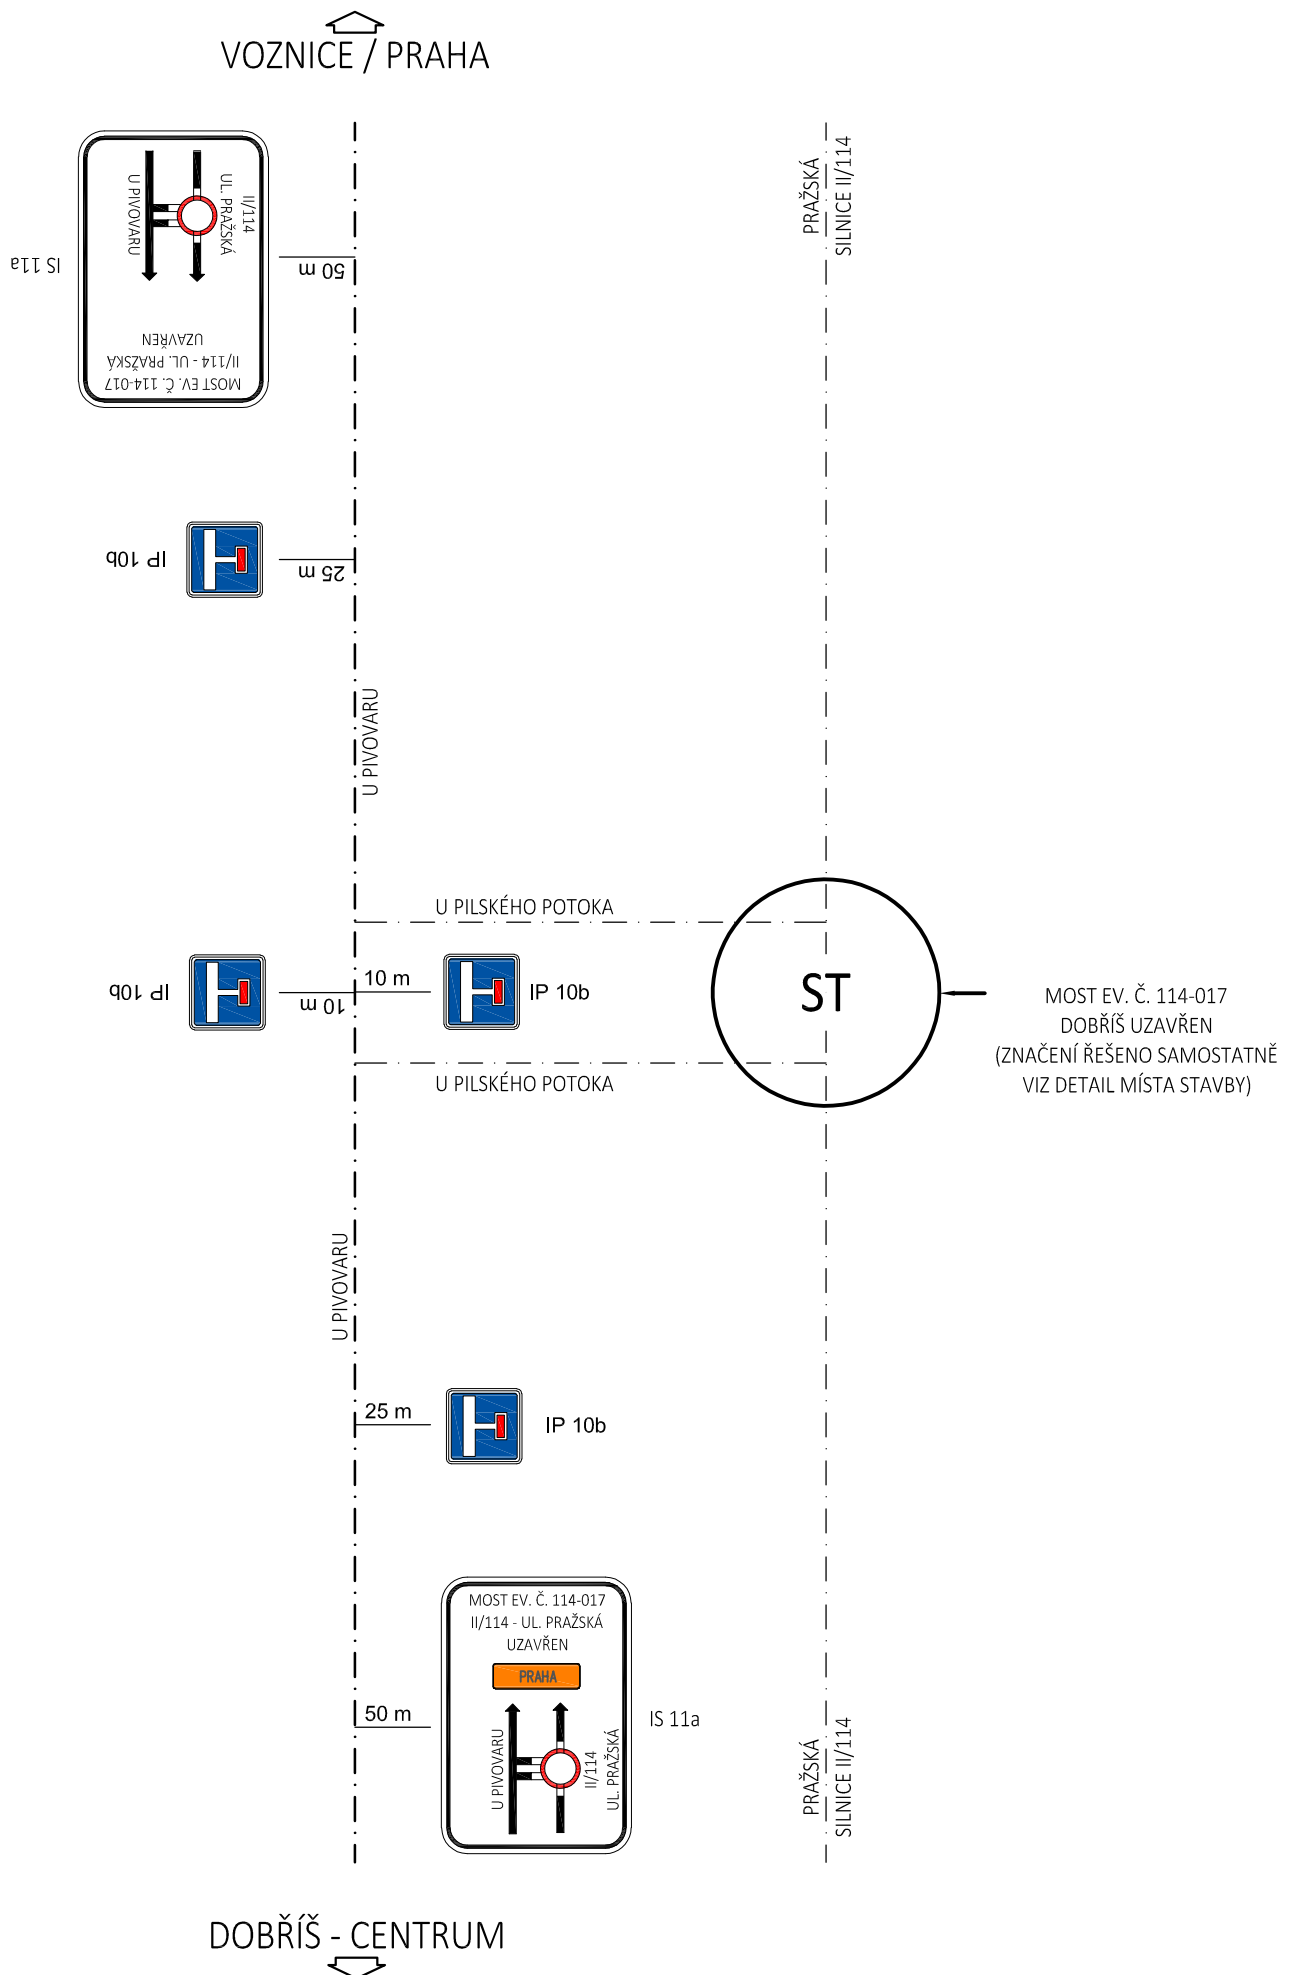 VOZNICE / PRAHA
PRAŽSKÁ
SILNICE II/114
II/114
UL. PRAŽSKÁ
U PIVOVARU
IS 11a
50 m
MOST EV. Č. 114-017
II/114 - UL. PRAŽSKÁ
UZAVŘEN
IP 10b
25 m
U PIVOVARU
U PILSKÉHO POTOKA
IP 10b
10 m
10 m
IP 10b
ST
MOST EV. Č. 114-017
DOBŘÍŠ UZAVŘEN
(ZNAČENÍ ŘEŠENO SAMOSTATNĚ
VIZ DETAIL MÍSTA STAVBY)
U PILSKÉHO POTOKA
U PIVOVARU
25 m
IP 10b
MOST EV. Č. 114-017
II/114 - UL. PRAŽSKÁ
UZAVŘEN
PRAHA
50 m
U PIVOVARU
II/114
UL. PRAŽSKÁ
IS 11a
PRAŽSKÁ
SILNICE II/114
DOBŘÍŠ - CENTRUM